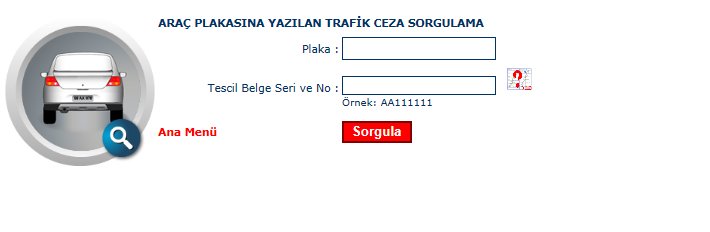 ARAÇ PLAKASINA YAZILAN TRAFİK CEZA SORGULAMA
Plaka :
Tescil Belge Seri ve No :
Örnek: AA111111
Ana Menü
Sorgula